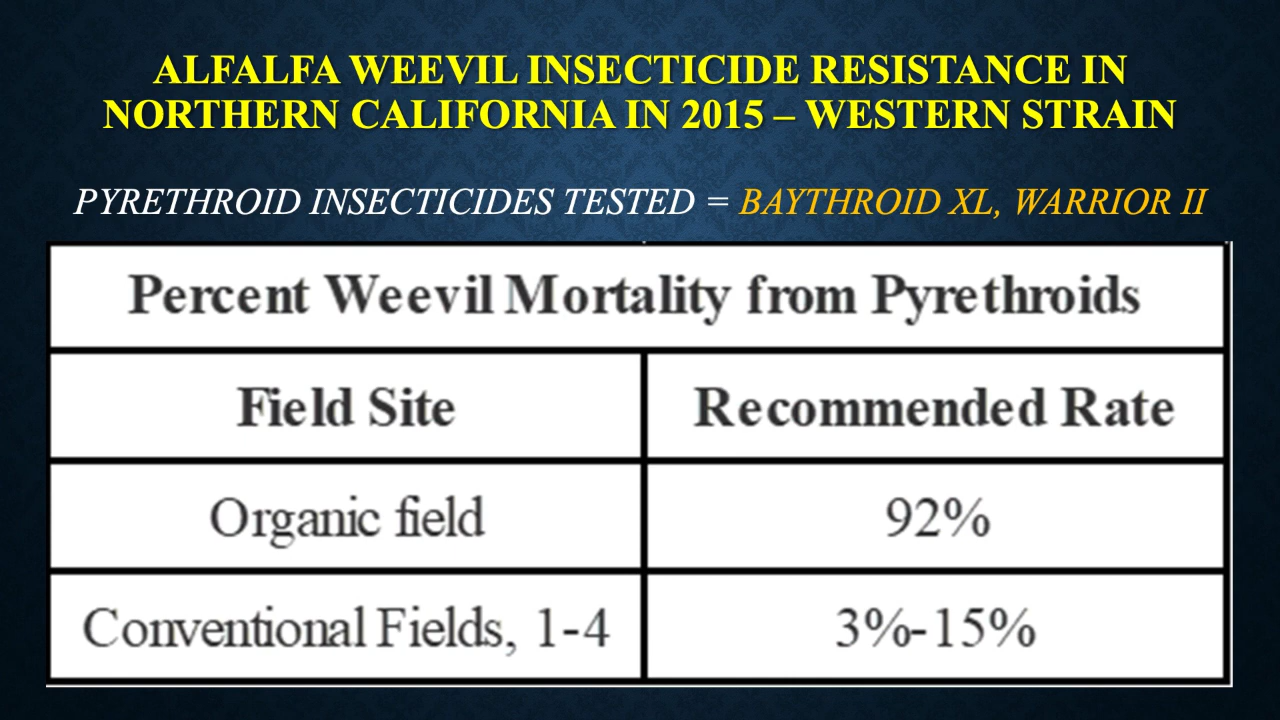 ALFALFA WEEVIL INSECTICIDE RESISTANCE IN
NORTHERN CALIFORNIA IN 2015 – WESTERN STRAIN
PYRETHROID INSECTICIDES TESTED = BAYTHROID XL, WARRIOR II
Percent Weevil Mortality from Pyrethroids
Field Site Recommended Rate
Organic field 92%
Conventional Fields, 1-4 3%-15%